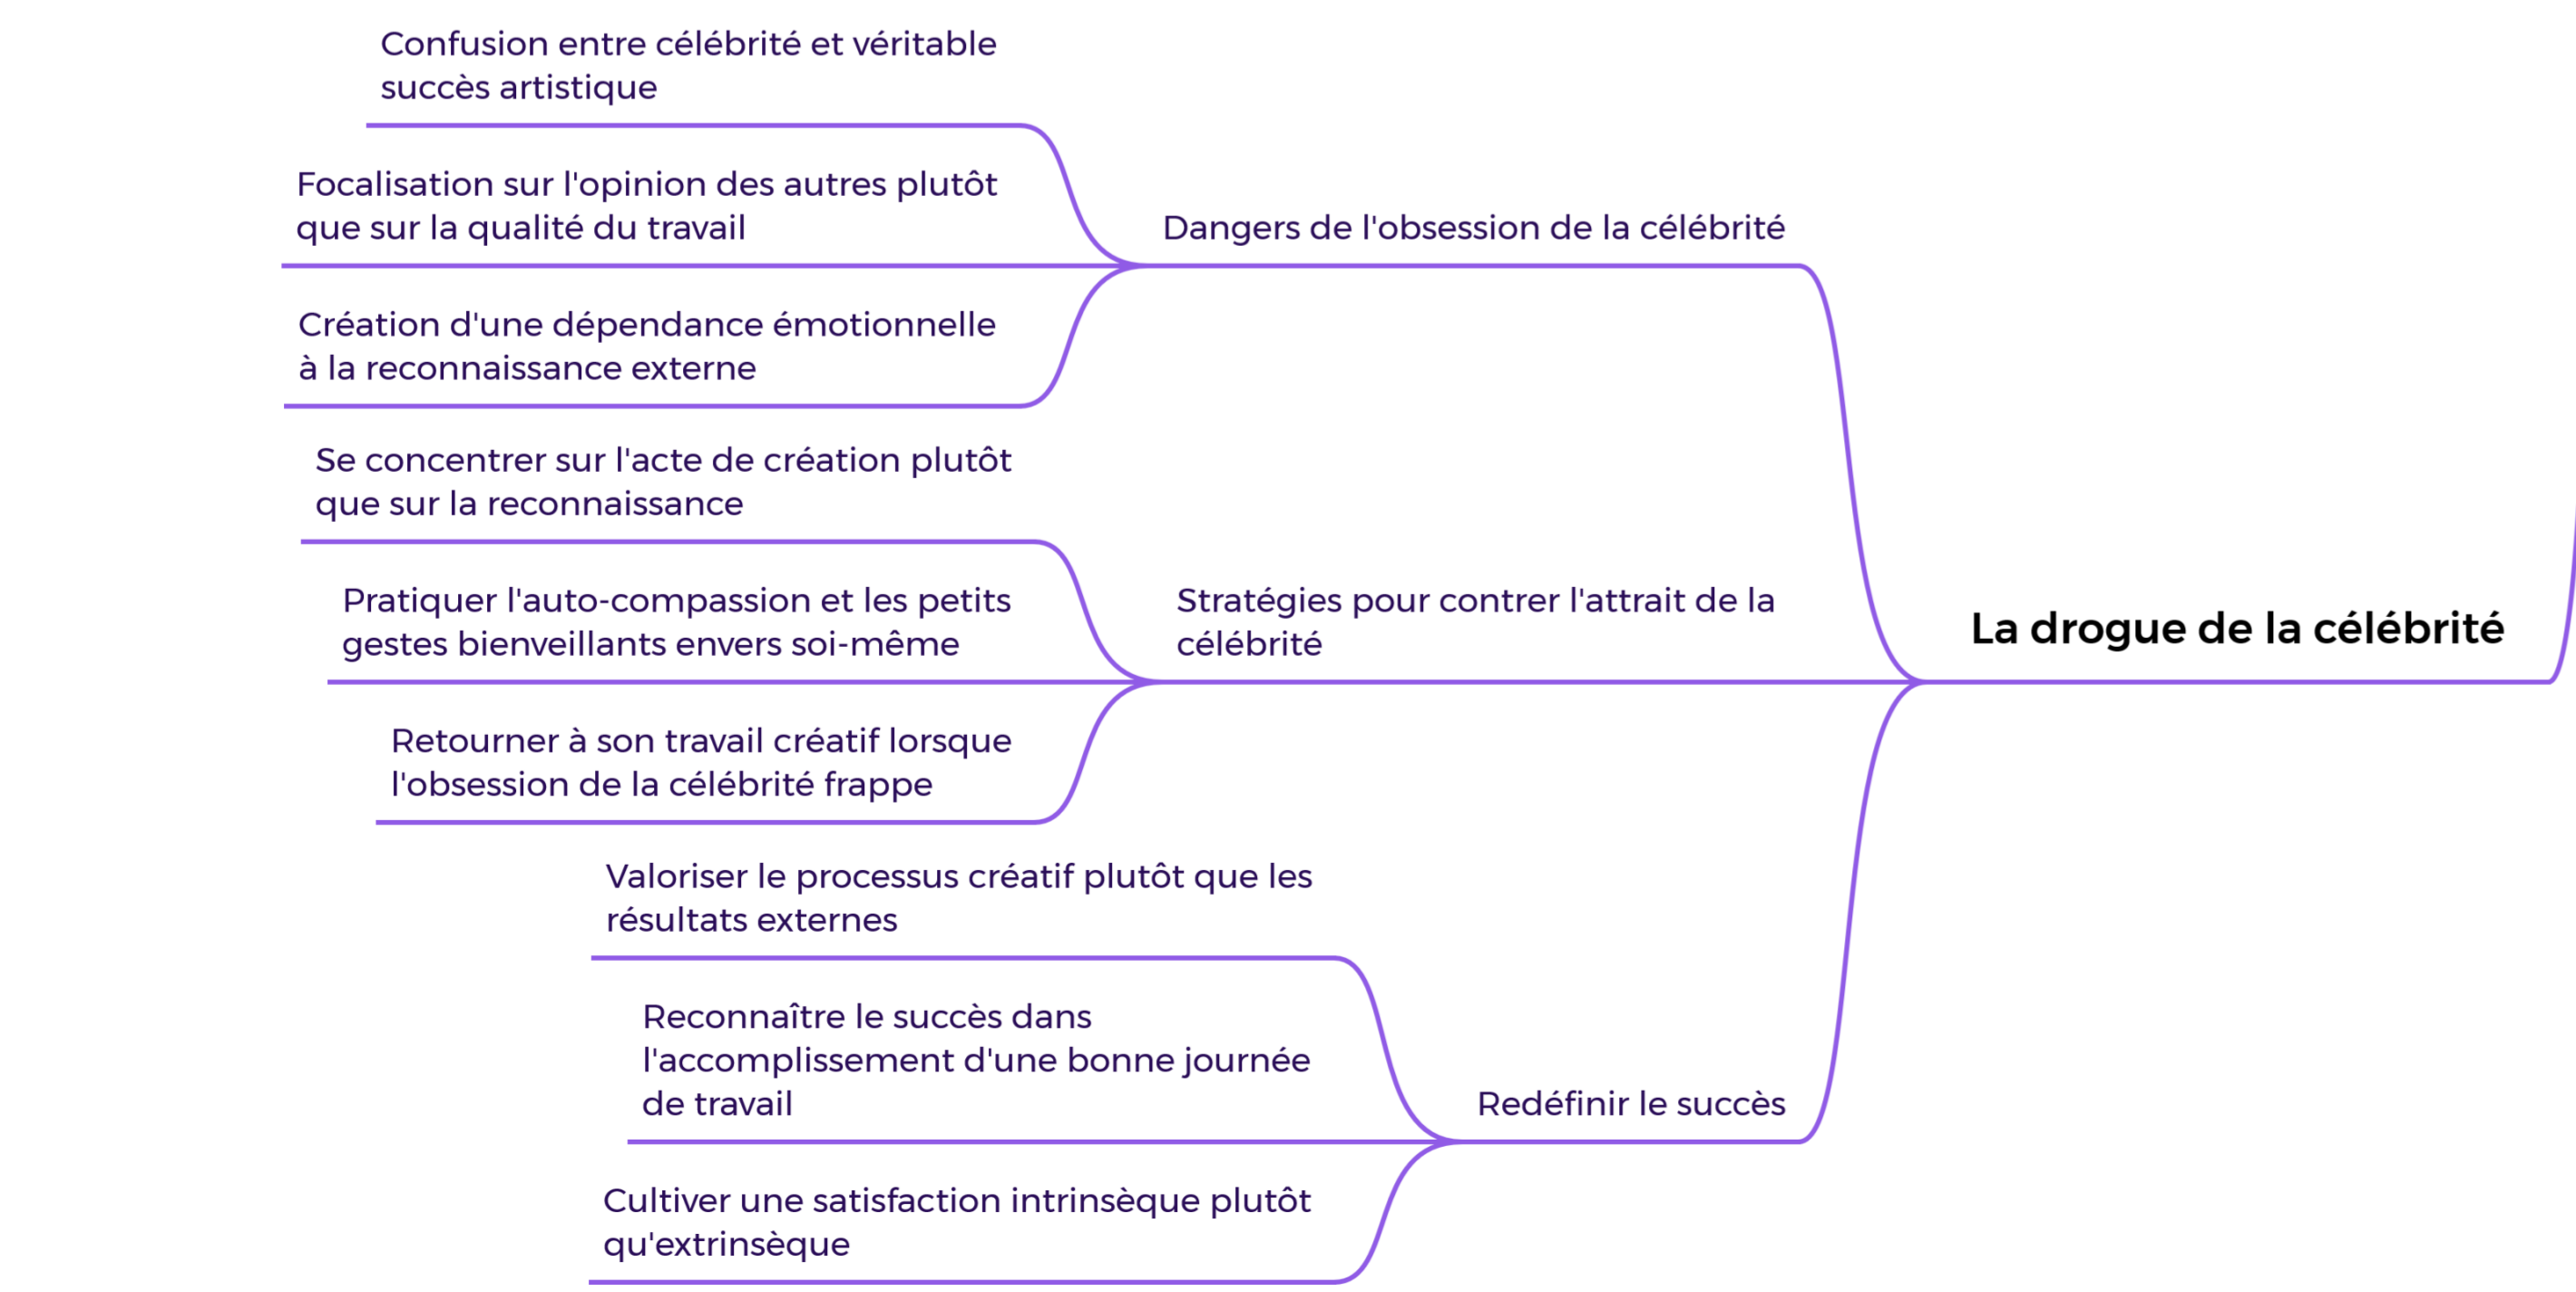 Confusion entre célébrité et véritable
succès artistique
Focalisation sur l'opinion des autres plutôt
que sur la qualité du travail
Création d'une dépendance émotionnelle
à la reconnaissance externe
Dangers de l'obsession de la célébrité
Se concentrer sur l'acte de création plutôt
que sur la reconnaissance
Pratiquer l'auto-compassion et les petits
gestes bienveillants envers soi-même
Retourner à son travail créatif lorsque
l'obsession de la célébrité frappe
Stratégies pour contrer l'attrait de la
célébrité
La drogue de la célébrité
Valoriser le processus créatif plutôt que les
résultats externes
Reconnaître le succès dans
l'accomplissement d'une bonne journée
de travail
Cultiver une satisfaction intrinsèque plutôt
qu'extrinsèque
Redéfinir le succès